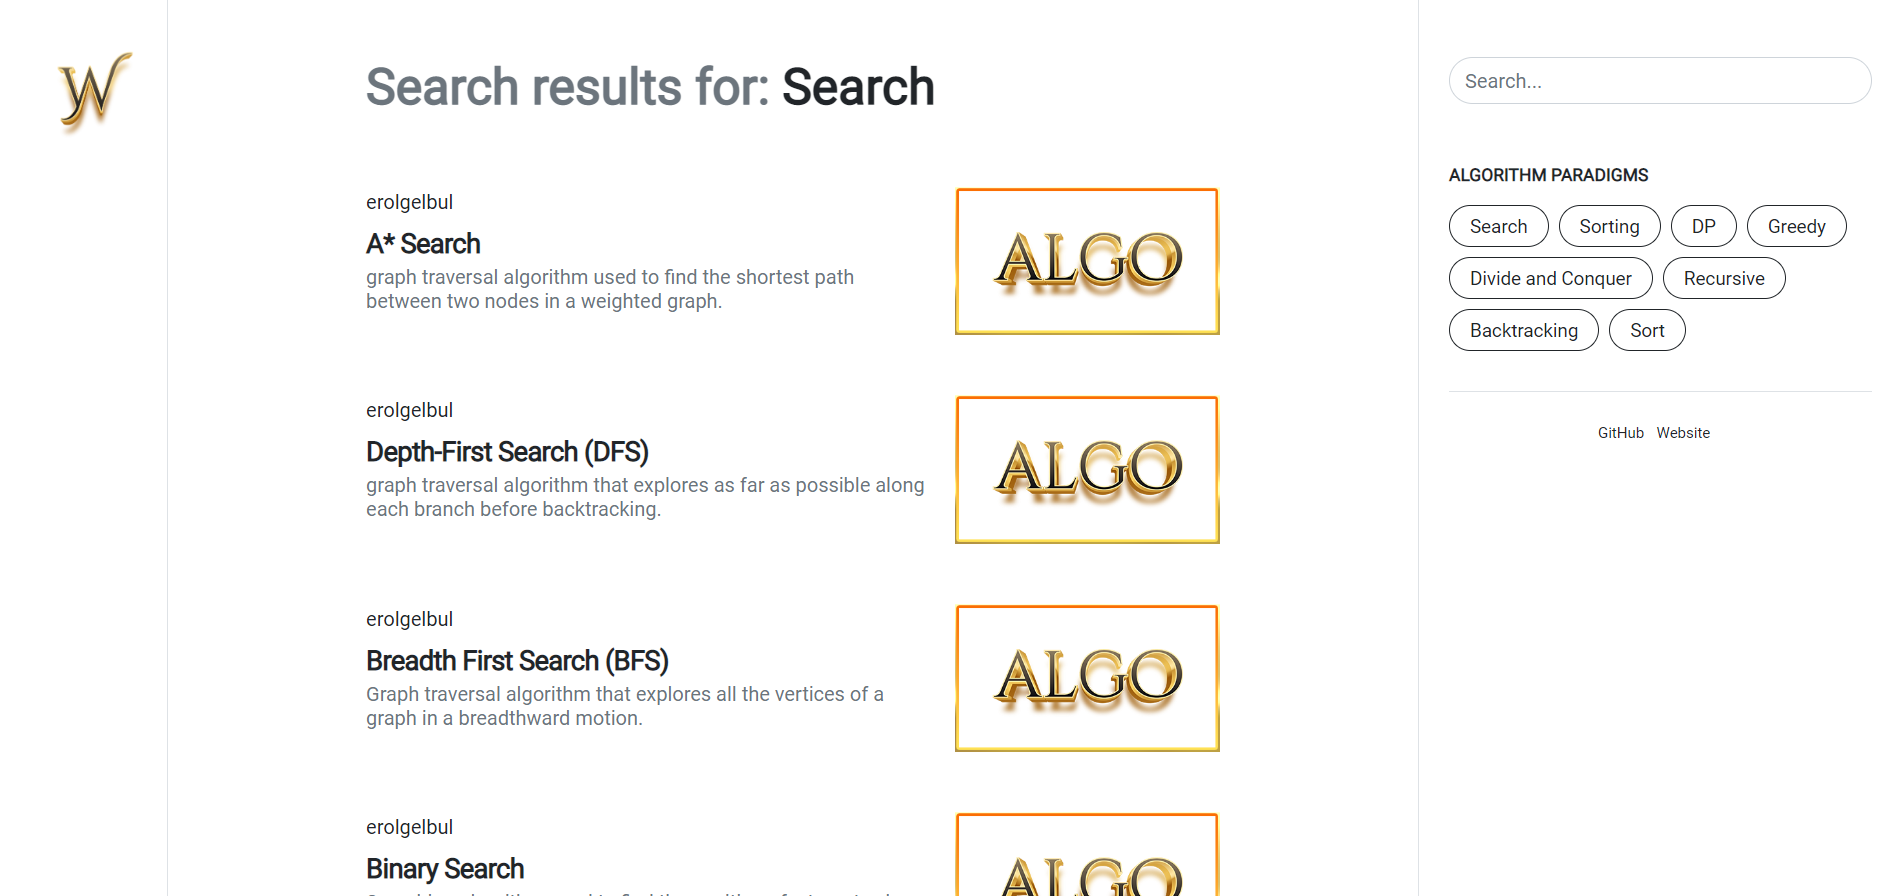 W
Search results for: Search
erolgelbul
A* Search
graph traversal algorithm used to find the shortest path
between two nodes in a weighted graph.
ALGO
erolgelbul
Depth-First Search (DFS)
graph traversal algorithm that explores as far as possible along
each branch before backtracking.
ALGO
erolgelbul
Breadth First Search (BFS)
Graph traversal algorithm that explores all the vertices of a
graph in a breadthward motion.
ALGO
erolgelbul
Binary Search
ALGO
Search...
ALGORITHM PARADIGMS
Search Sorting DP Greedy
Divide and Conquer Recursive
Backtracking Sort
GitHub Website